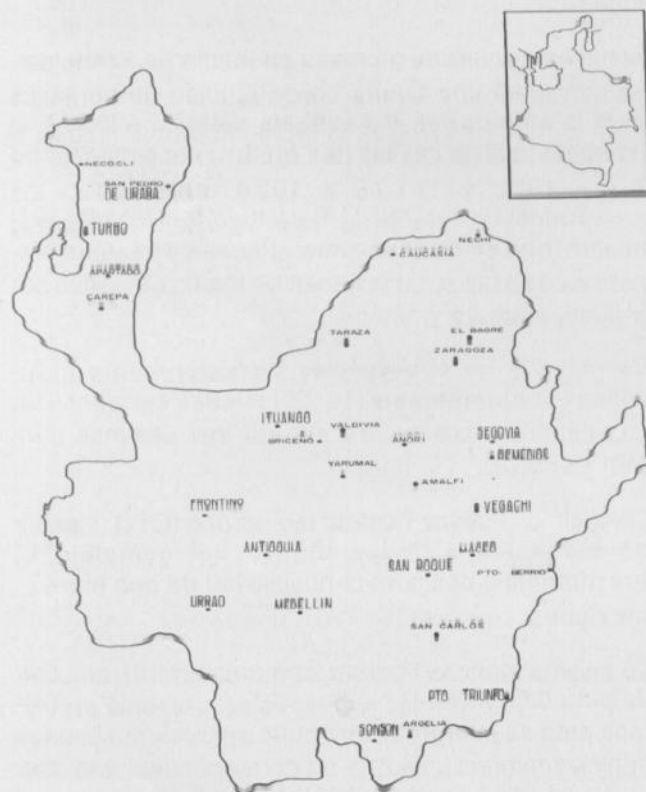 NECOCLI
SAN PEDRO
DE URABA
TURBO
APARTADO
CAREPA
NECHI
CAUCASIA
TARAZA
EL BAGRE
ZARAGOZA
ITUANGO
VALDIVIA
BRICENO
ANORI
SEGOVIA
REMEDIOS
YARUMAL
AMALFI
FRONTINO
VEGACHI
ANTIOQUIA
MACEO
SAN ROQUE
PTO. BERRIO
URRAO
MEDELLIN
SAN CARLOS
PTO TRIUNFO
SONSON
ARGELIA